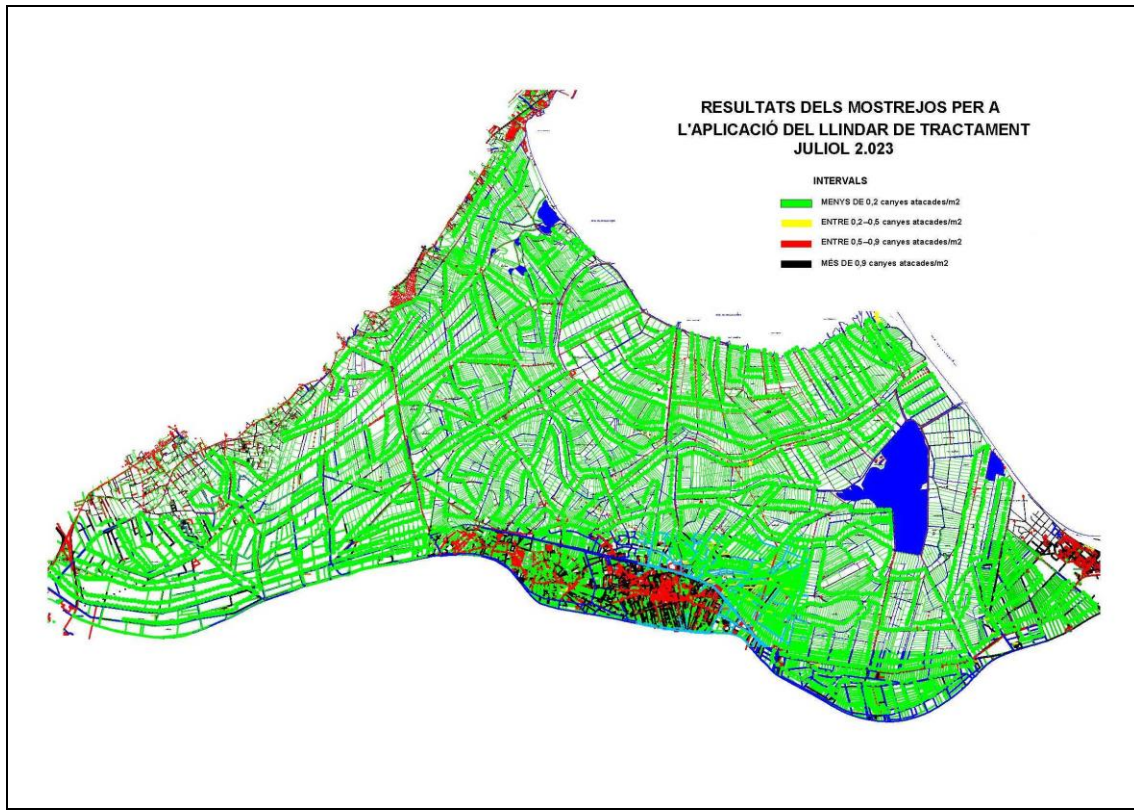 RESULTATS DELS MOSTREJOS PER A
L'APLICACIÓ DEL LLINDAR DE TRACTAMENT
JULIOL 2.023
INTERVALS
MENYS DE 0,2 canyes atacades/m2
ENTRE 0,2–0,5 canyes atacades/m2
ENTRE 0,5–0,9 canyes atacades/m2
MÉS DE 0,9 canyes atacades/m2